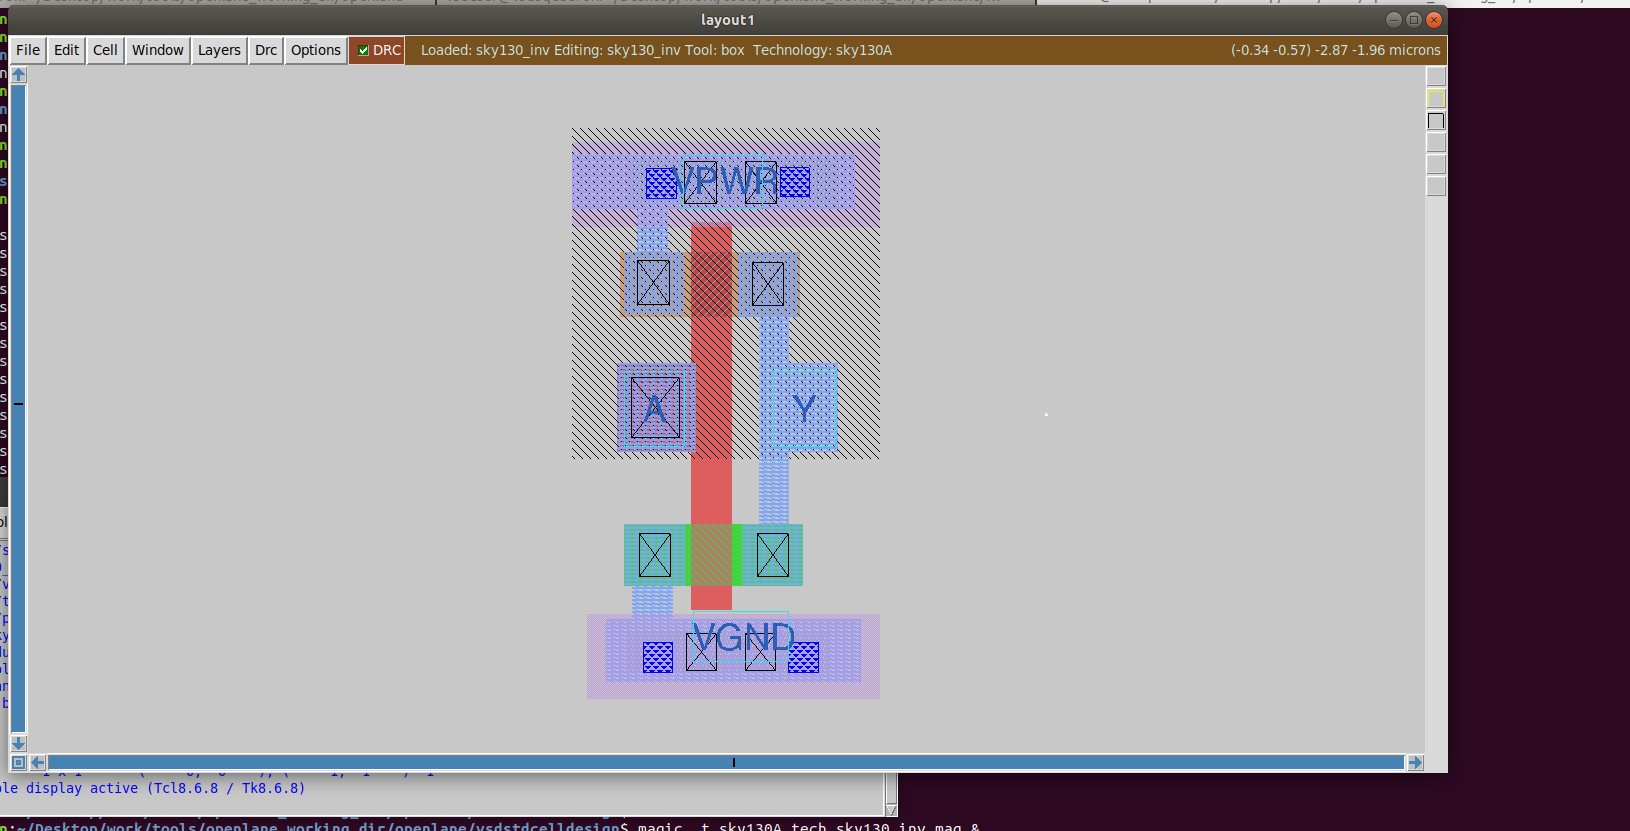 layout1
File Edit Cell Window Layers Drc Options DRC Loaded: sky130_inv Editing: sky130_inv Tool: box Technology: sky130A (-0.34 -0.57) -2.87 -1.96 microns
VPWR
A Y
VGND
ple display active (Tcl8.6.8 / Tk8.6.8)
n:~/Desktop/work/tools/openlane_working_dir/openlane/vsdstdcelldesign$ magic -T sky130A.tech sky130_inv.mag &